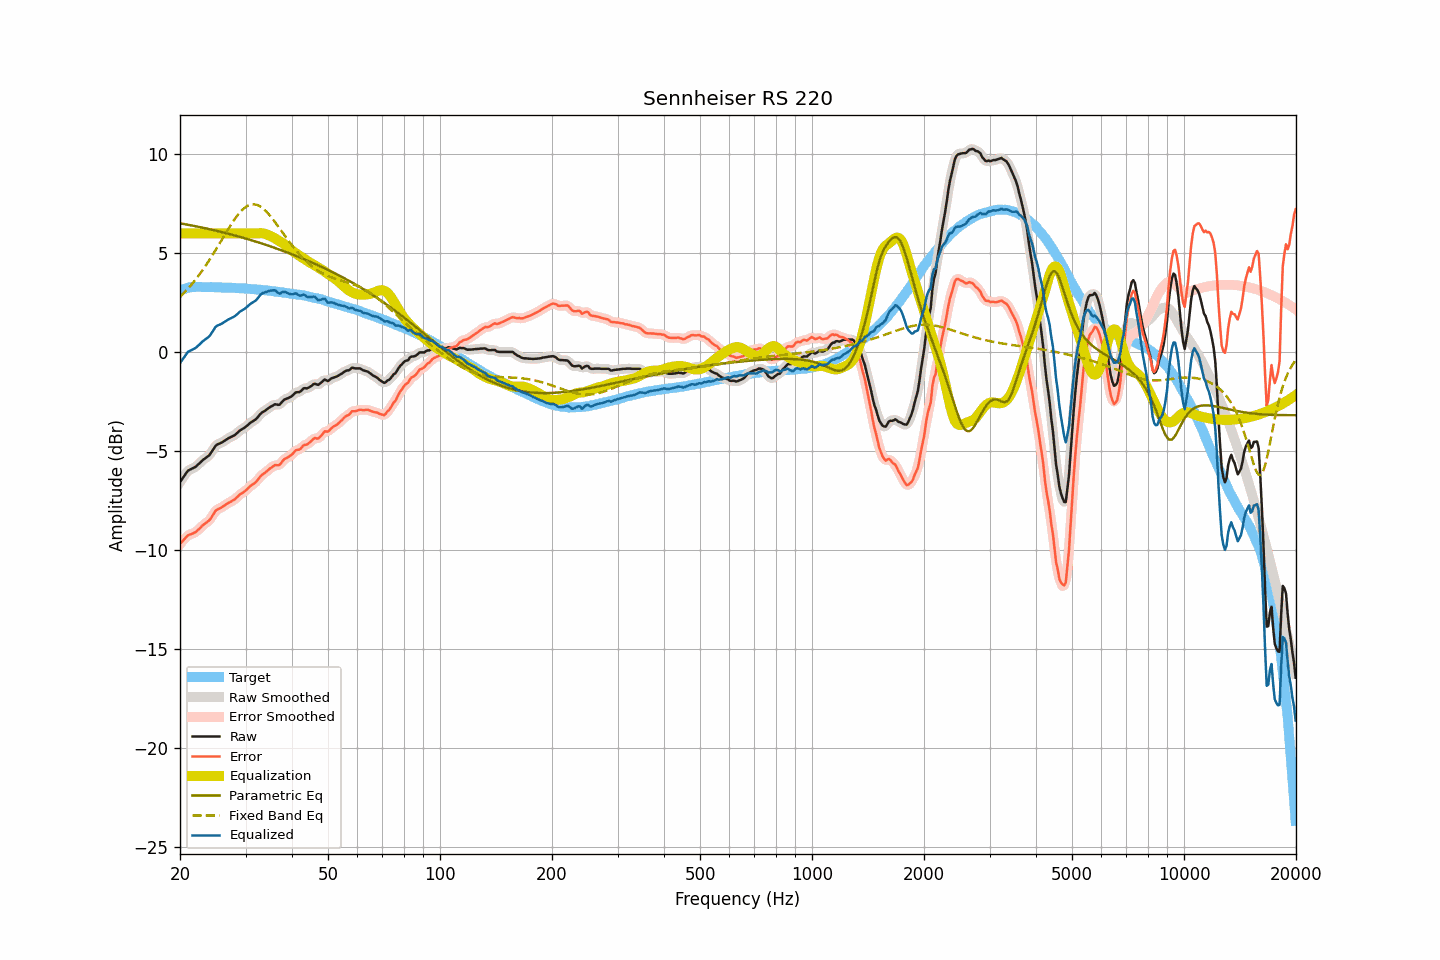 Sennheiser RS 220
Amplitude (dBr)
10
5
0
−5
−10
−15
−20
−25
Target
Raw Smoothed
Error Smoothed
Raw
Error
Equalization
Parametric Eq
Fixed Band Eq
Equalized
20 50 100 200 500 1000 2000 5000 10000 20000
Frequency (Hz)